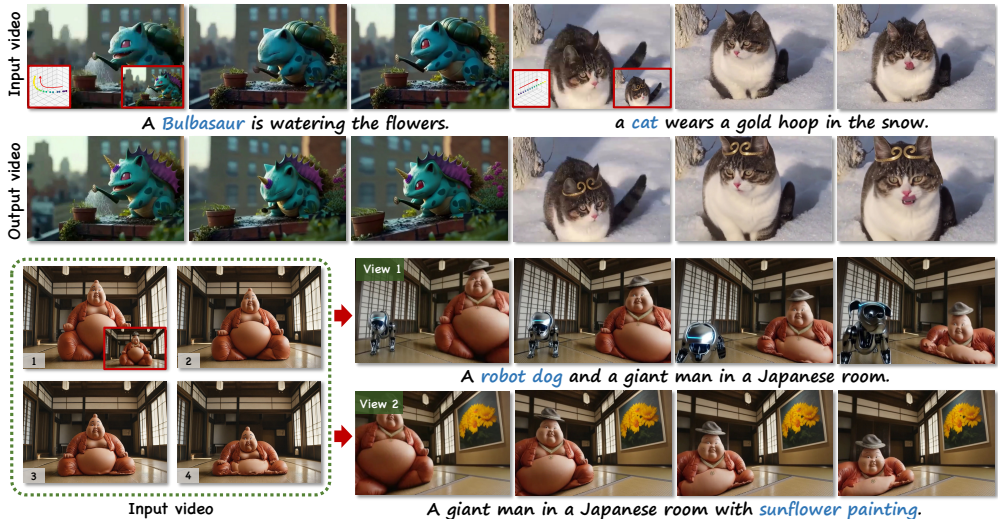 Input video
A Bulbasaur is watering the flowers.
a cat wears a gold hoop in the snow.
Output video
1
2
3
4
Input video
View 1
A robot dog and a giant man in a Japanese room.
View 2
A giant man in a Japanese room with sunflower painting.